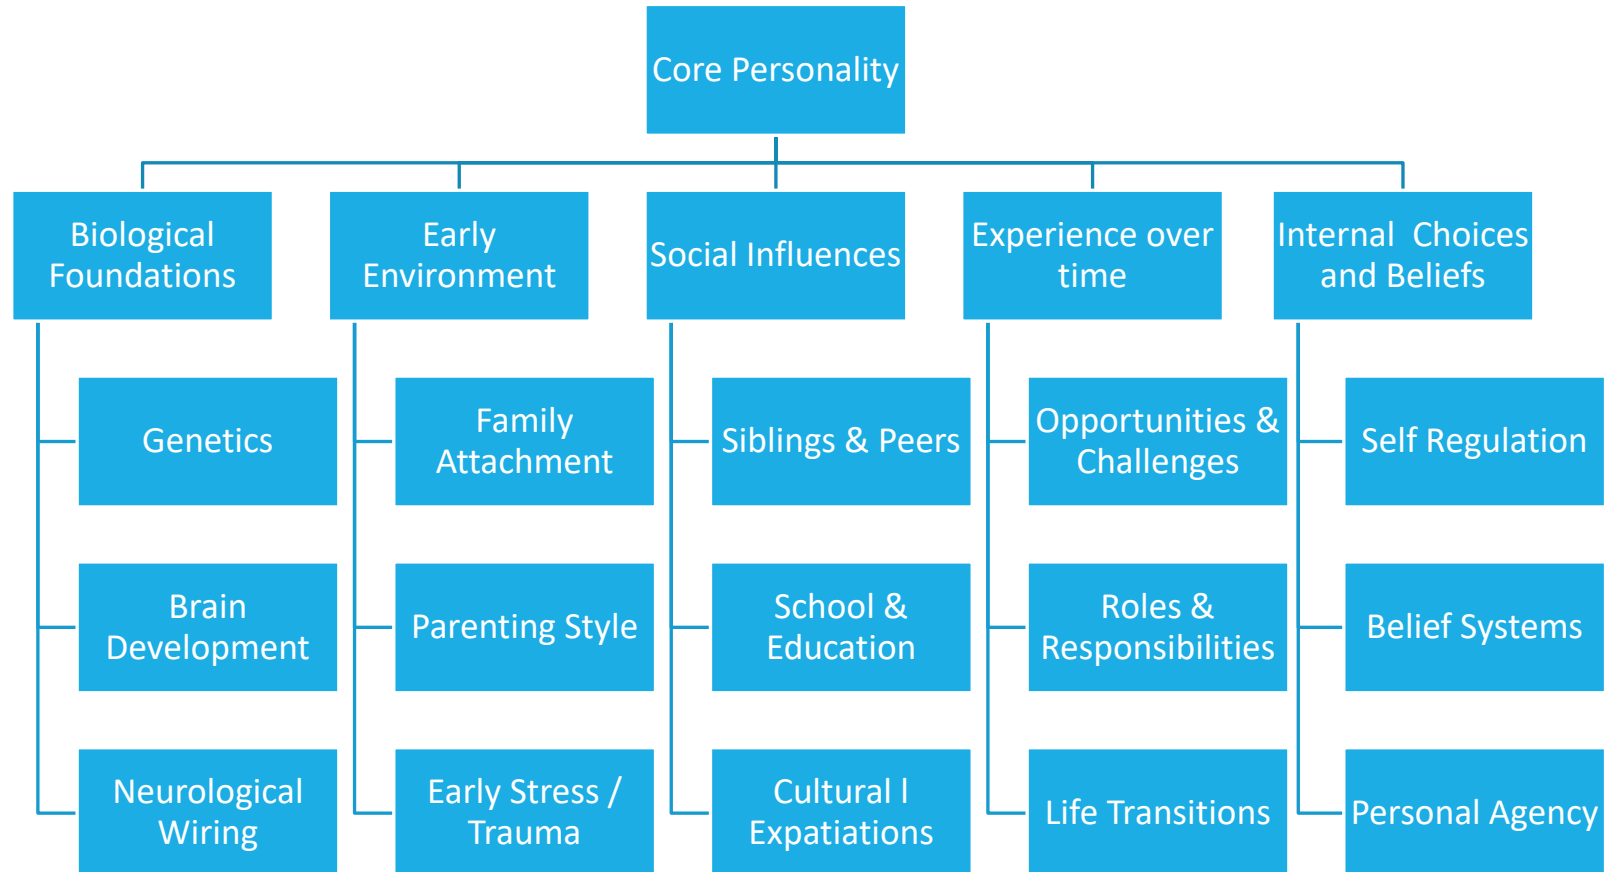 Core Personality
Biological
Foundations
Early
Environment
Social Influences
Experience over
time
Internal  Choices
and Beliefs
Genetics
Family
Attachment
Siblings & Peers
Opportunities &
Challenges
Self Regulation
Brain
Development
Parenting Style
School &
Education
Roles &
Responsibilities
Belief Systems
Neurological
Wiring
Early Stress /
Trauma
Cultural l
Expatiations
Life Transitions
Personal Agency